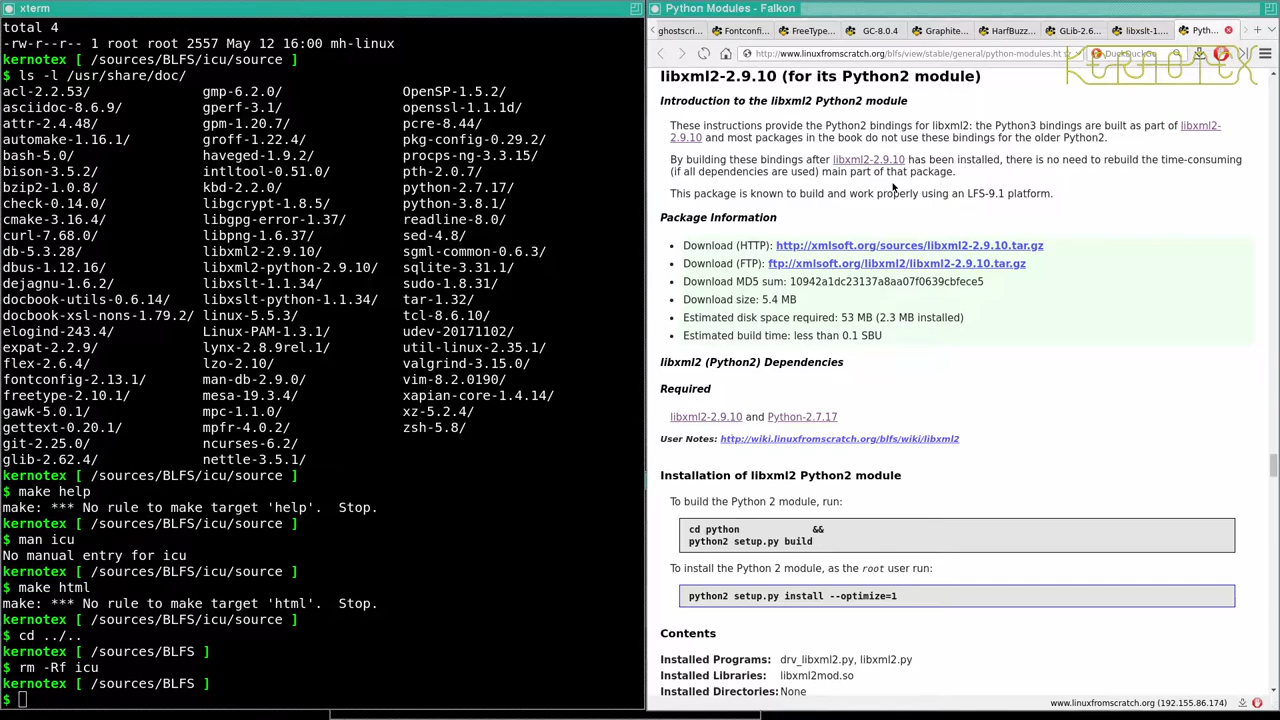 xterm
total 4
-rw-r--r-- 1 root root 2557 May 12 16:00 mh-linux
kernotex [ /sources/BLFS/icu/source ]
$ ls -l /usr/share/doc/
acl-2.2.53/ gmp-6.2.0/ OpenSP-1.5.2/
asciidoc-8.6.9/ gperf-3.1/ openssl-1.1.1d/
attr-2.4.48/ gpm-1.20.7/ pcre-8.44/
automake-1.16.1/ groff-1.22.4/ pkg-config-0.29.2/
bash-5.0/ haveged-1.9.2/ procps-ng-3.3.15/
bison-3.5.2/ intltool-0.51.0/ pth-2.0.7/
bzip2-1.0.8/ kbd-2.2.0/ python-2.7.17/
check-0.14.0/ libgcrypt-1.8.5/ python-3.8.1/
cmake-3.16.4/ libgpg-error-1.37/ readline-8.0/
curl-7.68.0/ libpng-1.6.37/ sed-4.8/
db-5.3.28/ libxml2-2.9.10/ sgml-common-0.6.3/
dbus-1.12.16/ libxml2-python-2.9.10/ sqlite-3.31.1/
dejagnu-1.6.2/ libxslt-1.1.34/ sudo-1.8.31/
docbook-utils-0.6.14/ libxslt-python-1.1.34/ tar-1.32/
docbook-xsl-nons-1.79.2/ linux-5.5.3/ tcl-8.6.10/
elogind-243.4/ Linux-PAM-1.3.1/ udev-20171102/
expat-2.2.9/ lynx-2.8.9rel.1/ util-linux-2.35.1/
flex-2.6.4/ lzo-2.10/ valgrind-3.15.0/
fontconfig-2.13.1/ man-db-2.9.0/ vim-8.2.0190/
freetype-2.10.1/ mesa-19.3.4/ xapian-core-1.4.14/
gawk-5.0.1/ mpc-1.1.0/ xz-5.2.4/
gettext-0.20.1/ mpfr-4.0.2/ zsh-5.8/
git-2.25.0/ ncurses-6.2/
glib-2.62.4/ nettle-3.5.1/
kernotex [ /sources/BLFS/icu/source ]
$ make help
make: *** No rule to make target 'help'.  Stop.
kernotex [ /sources/BLFS/icu/source ]
$ man icu
No manual entry for icu
kernotex [ /sources/BLFS/icu/source ]
$ make html
make: *** No rule to make target 'html'.  Stop.
kernotex [ /sources/BLFS/icu/source ]
$ cd ../..
kernotex [ /sources/BLFS ]
$ rm -Rf icu
kernotex [ /sources/BLFS ]
$
Python Modules - Falkon
ghostscri... Fontconfi... FreeType... GC-8.0.4 Graphite... HarfBuzz... GLib-2.6... libxslt-1.... Pyth...
http://www.linuxfromscratch.org/blfs/view/stable/general/python-modules.ht DuckDuckGo
KERNOTEX
libxml2-2.9.10 (for its Python2 module)
Introduction to the libxml2 Python2 module
These instructions provide the Python2 bindings for libxml2: the Python3 bindings are built as part of libxml2-
2.9.10 and most packages in the book do not use these bindings for the older Python2.
By building these bindings after libxml2-2.9.10 has been installed, there is no need to rebuild the time-consuming
(if all dependencies are used) main part of that package.
This package is known to build and work properly using an LFS-9.1 platform.
Package Information
• Download (HTTP): http://xmlsoft.org/sources/libxml2-2.9.10.tar.gz
• Download (FTP): ftp://xmlsoft.org/libxml2/libxml2-2.9.10.tar.gz
• Download MD5 sum: 10942a1dc23137a8aa07f0639cbfece5
• Download size: 5.4 MB
• Estimated disk space required: 53 MB (2.3 MB installed)
• Estimated build time: less than 0.1 SBU
libxml2 (Python2) Dependencies
Required
libxml2-2.9.10 and Python-2.7.17
User Notes: http://wiki.linuxfromscratch.org/blfs/wiki/libxml2
Installation of libxml2 Python2 module
To build the Python 2 module, run:
cd python &&
python2 setup.py build
To install the Python 2 module, as the root user run:
python2 setup.py install --optimize=1
Contents
Installed Programs: drv_libxml2.py, libxml2.py
Installed Libraries: libxml2mod.so
Installed Directories: None
www.linuxfromscratch.org (192.155.86.174)